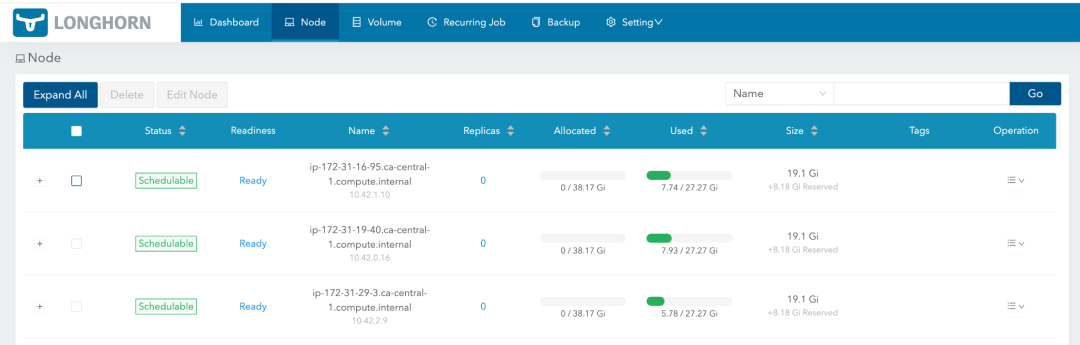 LONGHORN
Dashboard Node Volume Recurring Job Backup Setting
Node
Expand All Delete Edit Node Name Go
Status Readiness Name Replicas Allocated Used Size Tags Operation
+ Schedulable Ready ip-172-31-16-95.ca-central-1.compute.internal 10.42.1.10 0 0 / 38.17 Gi 7.74 / 27.27 Gi 19.1 Gi +8.18 Gi Reserved
+ Schedulable Ready ip-172-31-19-40.ca-central-1.compute.internal 10.42.0.16 0 0 / 38.17 Gi 7.93 / 27.27 Gi 19.1 Gi +8.18 Gi Reserved
+ Schedulable Ready ip-172-31-29-3.ca-central-1.compute.internal 10.42.2.9 0 0 / 38.17 Gi 5.78 / 27.27 Gi 19.1 Gi +8.18 Gi Reserved